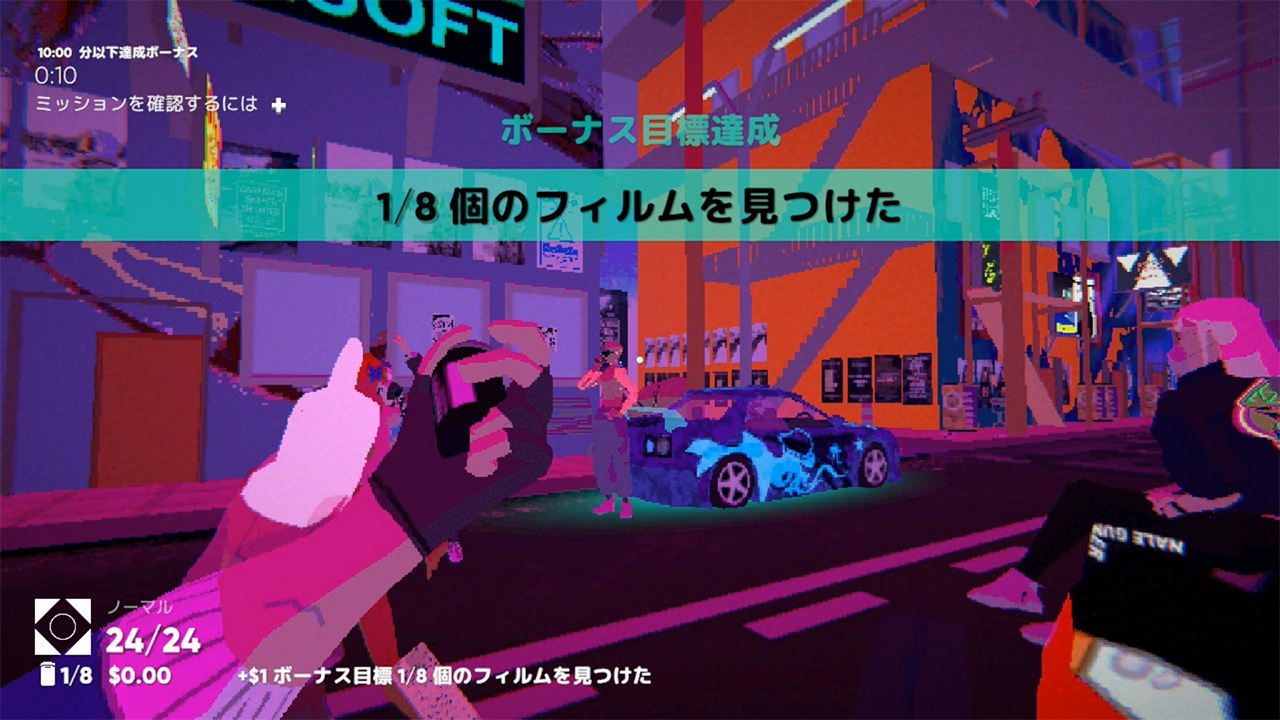 SOFT
10:00 分以下達成ボーナス
0:10
ミッションを確認するには
ボーナス目標達成
1/8 個のフィルムを見つけた
ノーマル
24/24
1/8 $0.00
+$1 ボーナス目標 1/8 個のフィルムを見つけた